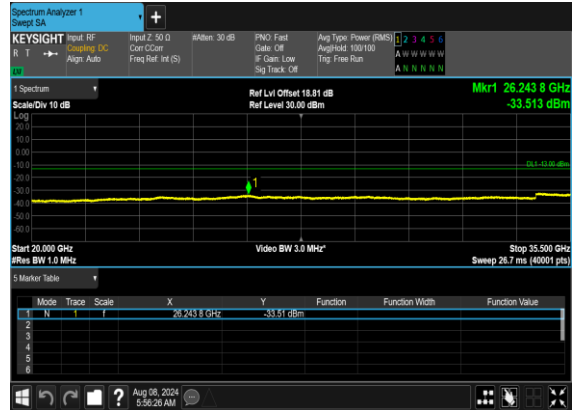 Spectrum Analyzer 1
Swept SA
+
KEYSIGHT Input: RF Input Z: 50 Ω #Atten: 30 dB PNO: Fast Avg Type: Power (RMS) 1 2 3 4 5 6
R T Coupling: DC Corr CCorr Gate: Off Avg|Hold: 100/100 A W W W W W
Align: Auto Freq Ref: Int (S) IF Gain: Low Trig: Free Run
Sig Track: Off A N N N N N
1 Spectrum Ref Lvl Offset 18.81 dB Mkr1 26.243 8 GHz
Scale/Div 10 dB Ref Level 30.00 dBm -33.513 dBm
Log
20.0
10.0
0.00
-10.0 DL1 -13.00 dBm
-20.0
1
-30.0
-40.0
-50.0
-60.0
Start 20.000 GHz Video BW 3.0 MHz* Stop 35.500 GHz
#Res BW 1.0 MHz Sweep 26.7 ms (40001 pts)
5 Marker Table
Mode Trace Scale X Y Function Function Width Function Value
1 N 1 f 26.243 8 GHz -33.51 dBm
2
3
4
5
6
? Aug 08, 2024
5:56:26 AM